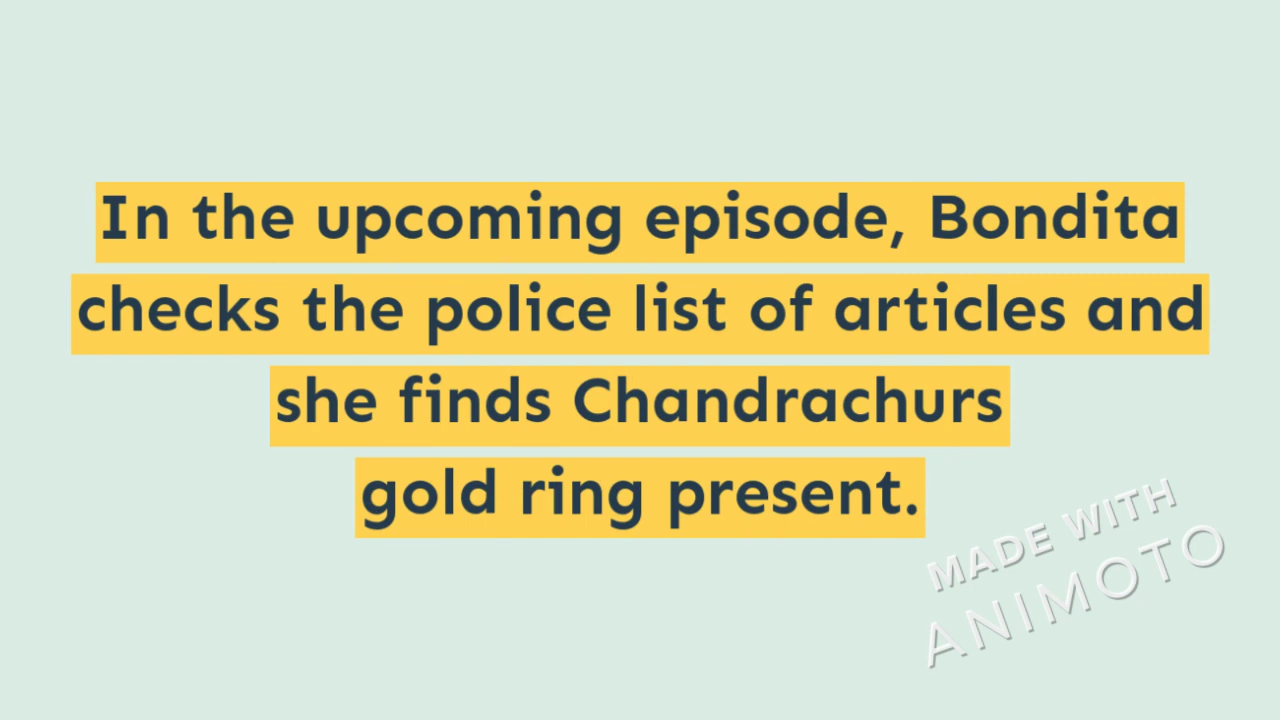 In the upcoming episode, Bondita
checks the police list of articles and
she finds Chandrachurs
gold ring present.
MADE WITH
ANIMOTO